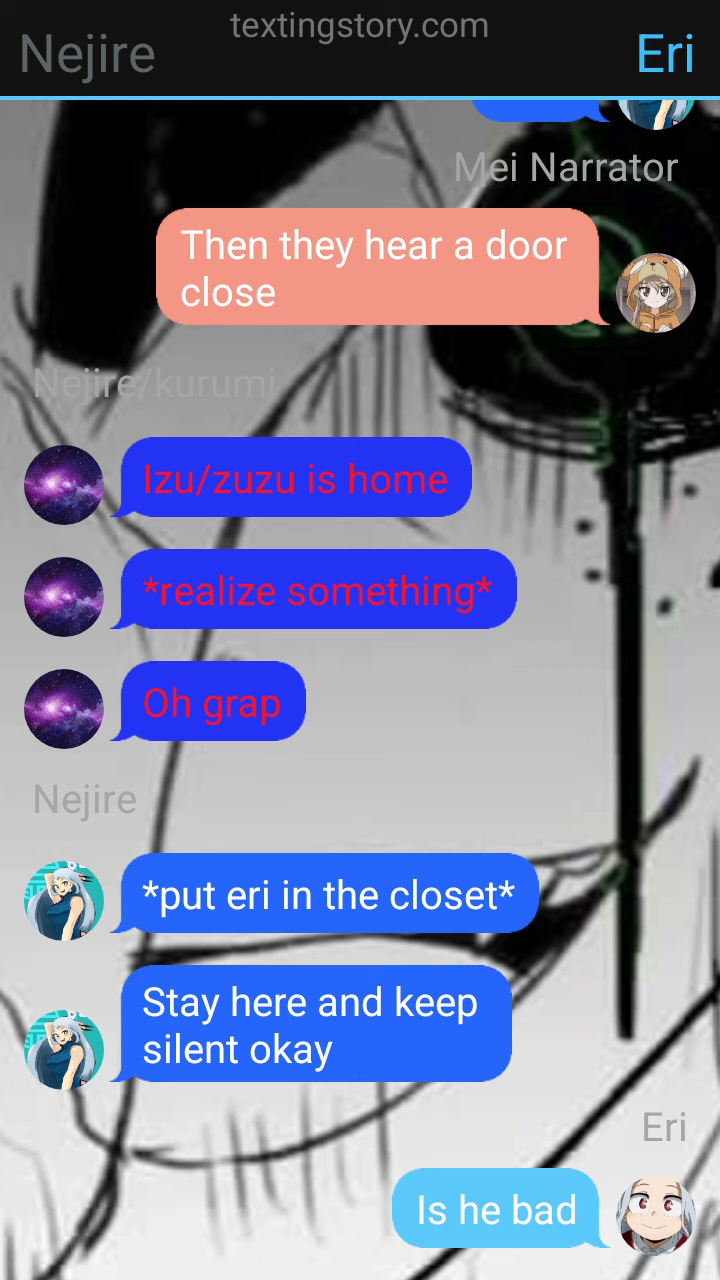 textingstory.com
Nejire
Eri
Mei Narrator
Then they hear a door
close
Nejire/kurumi
Izu/zuzu is home
*realize something*
Oh grap
Nejire
*put eri in the closet*
Stay here and keep
silent okay
Eri
Is he bad